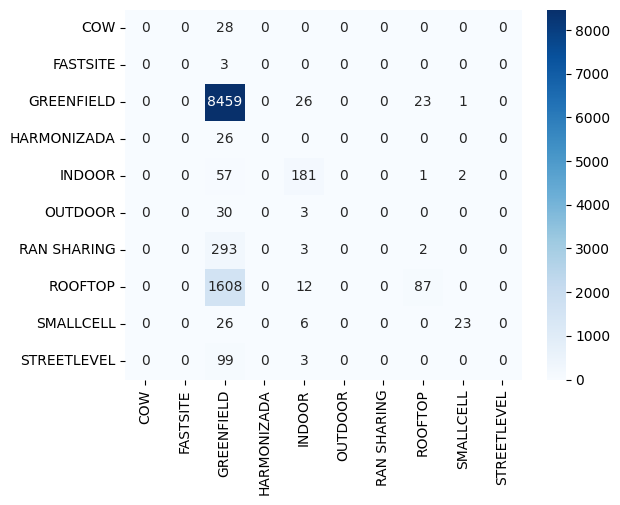 COW 0 0 28 0 0 0 0 0 0 0
FASTSITE 0 0 3 0 0 0 0 0 0 0
GREENFIELD 0 0 8459 0 26 0 0 23 1 0
HARMONIZADA 0 0 26 0 0 0 0 0 0 0
INDOOR 0 0 57 0 181 0 0 1 2 0
OUTDOOR 0 0 30 0 3 0 0 0 0 0
RAN SHARING 0 0 293 0 3 0 0 2 0 0
ROOFTOP 0 0 1608 0 12 0 0 87 0 0
SMALLCELL 0 0 26 0 6 0 0 0 23 0
STREETLEVEL 0 0 99 0 3 0 0 0 0 0
COW FASTSITE GREENFIELD HARMONIZADA INDOOR OUTDOOR RAN SHARING ROOFTOP SMALLCELL STREETLEVEL
8000
7000
6000
5000
4000
3000
2000
1000
0